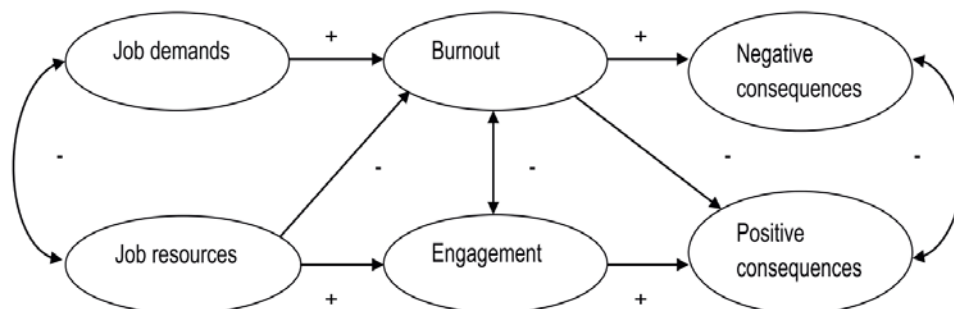 +
+
Job demands
Burnout
Negative
consequences
-
-
-
-
-
Job resources
Engagement
Positive
consequences
+
+